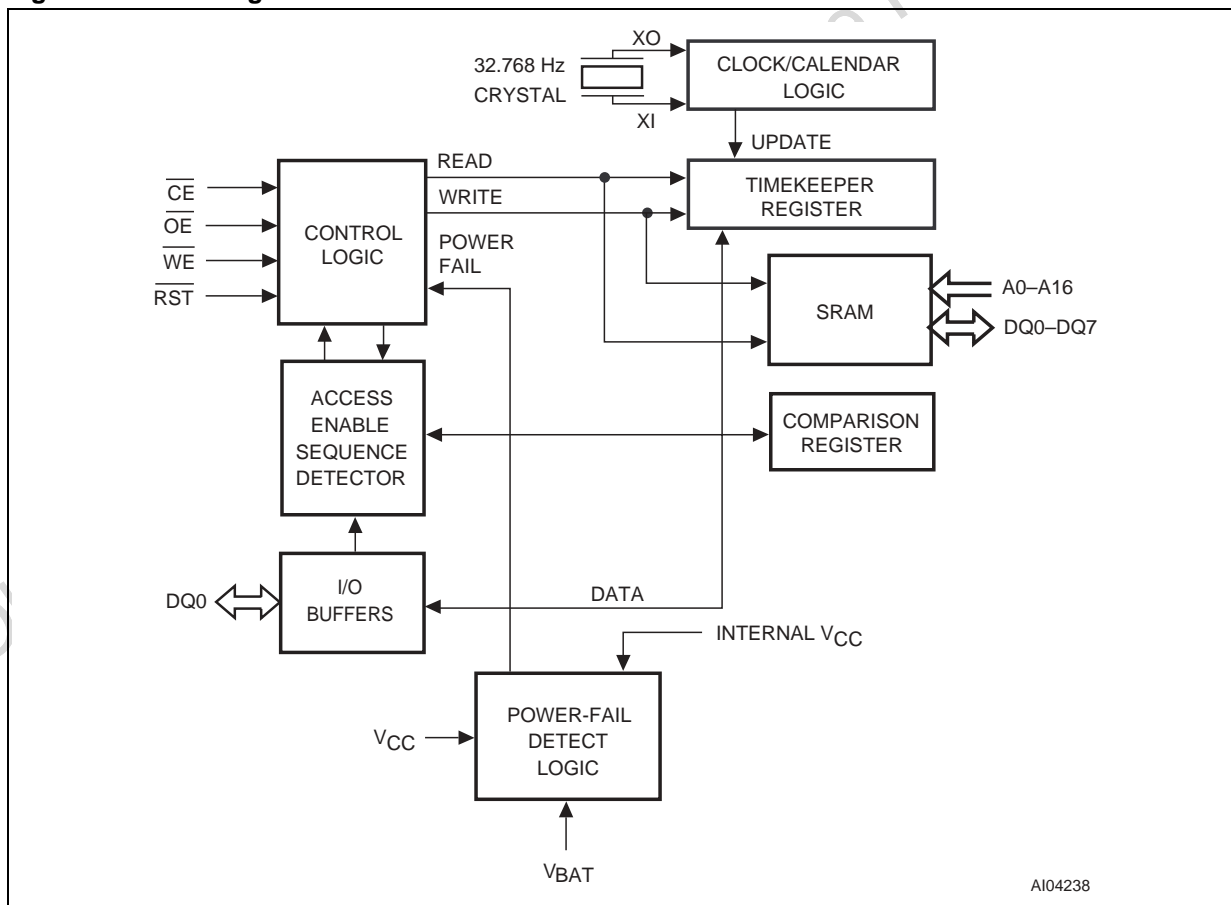 XO
32.768 Hz
CRYSTAL
XI
CLOCK/CALENDAR
LOGIC
UPDATE
READ
WRITE
POWER
FAIL
TIMEKEEPER
REGISTER
CE
OE
WE
RST
CONTROL
LOGIC
SRAM
A0–A16
DQ0–DQ7
ACCESS
ENABLE
SEQUENCE
DETECTOR
COMPARISON
REGISTER
DQ0
I/O
BUFFERS
DATA
INTERNAL VCC
VCC
POWER-FAIL
DETECT
LOGIC
VBAT
AI04238